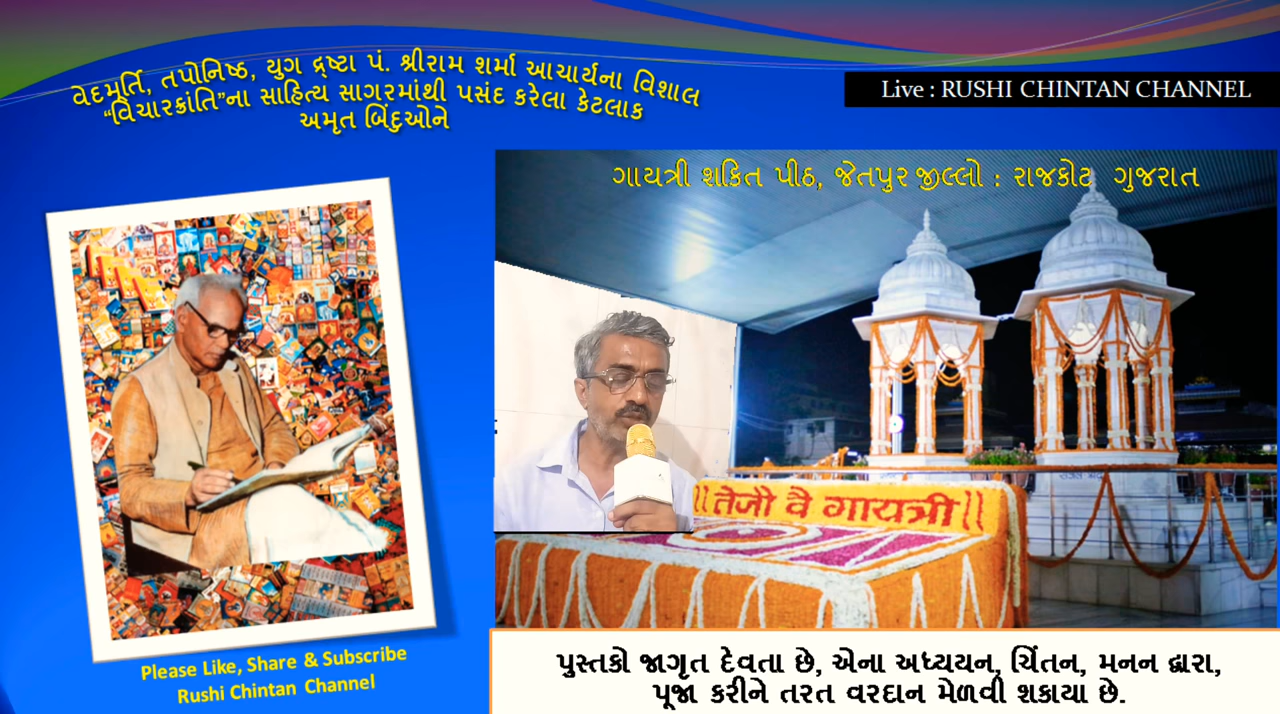 વેદમૂર્તિ, તપોનિષ્ઠ, યુગ દ્રષ્ટા પં. શ્રીરામ શર્મા આચાર્યના વિશાલ
“વિચારક્રાંતિ”ના સાહિત્ય સાગરમાંથી પસંદ કરેલા કેટલાક
અમૃત બિંદુઓને
Live : RUSHI CHINTAN CHANNEL
ગાયત્રી શકિત પીઠ, જેતપુર જીલ્લો : રાજકોટ ગુજરાત
|| तेजो वै गायत्री ||
Please Like, Share & Subscribe
Rushi Chintan Channel
પુસ્તકો જાગૃત દેવતા છે, એના અધ્યયન, ચિંતન, મનન દ્વારા,
પૂજા કરીને તરત વરદાન મેળવી શકાયા છે.